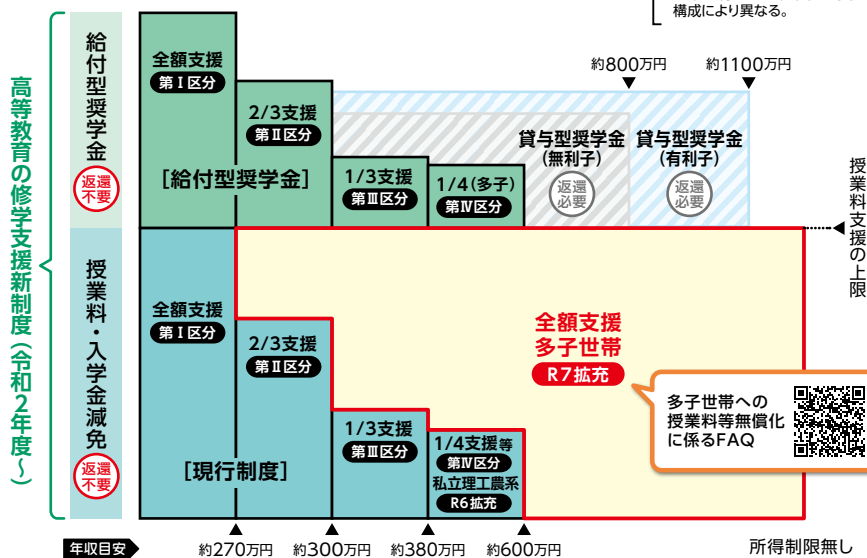 構成により異なる。
高等教育の修学支援新制度（令和2年度～）
給付型奨学金
返還
不要
全額支援
第Ⅰ区分
2/3支援
第Ⅱ区分
[給付型奨学金]
1/3支援
第Ⅲ区分
1/4（多子）
第Ⅳ区分
約800万円
約1100万円
貸与型奨学金
（無利子）
返還
必要
貸与型奨学金
（有利子）
返還
必要
授業料支援の上限
授業料・入学金減免
返還
不要
全額支援
第Ⅰ区分
2/3支援
第Ⅱ区分
[現行制度]
1/3支援
第Ⅲ区分
1/4支援等
第Ⅳ区分
私立理工農系
R6拡充
全額支援
多子世帯
R7拡充
多子世帯への
授業料等無償化
に係るFAQ
年収目安
約270万円
約300万円
約380万円
約600万円
所得制限無し